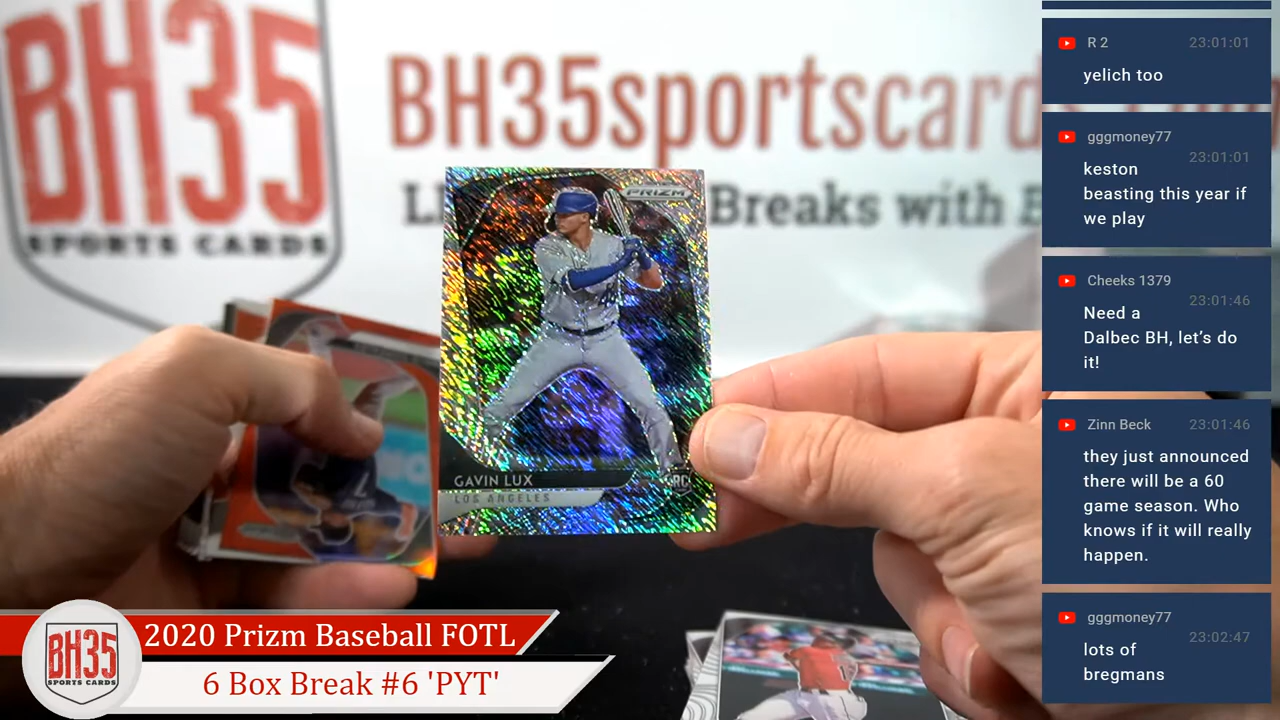 BH35
SPORTS CARDS
BH35sportscard
Breaks with
PRIZM
GAVIN LUX
LOS ANGELES
RC
BH35
SPORTS CARDS
2020 Prizm Baseball FOTL
6 Box Break #6 'PYT'
R 2
23:01:01
yelich too
gggmoney77
23:01:01
keston
beasting this year if
we play
Cheeks 1379
23:01:46
Need a
Dalbec BH, let’s do
it!
Zinn Beck
23:01:46
they just announced
there will be a 60
game season. Who
knows if it will really
happen.
gggmoney77
23:02:47
lots of
bregmans